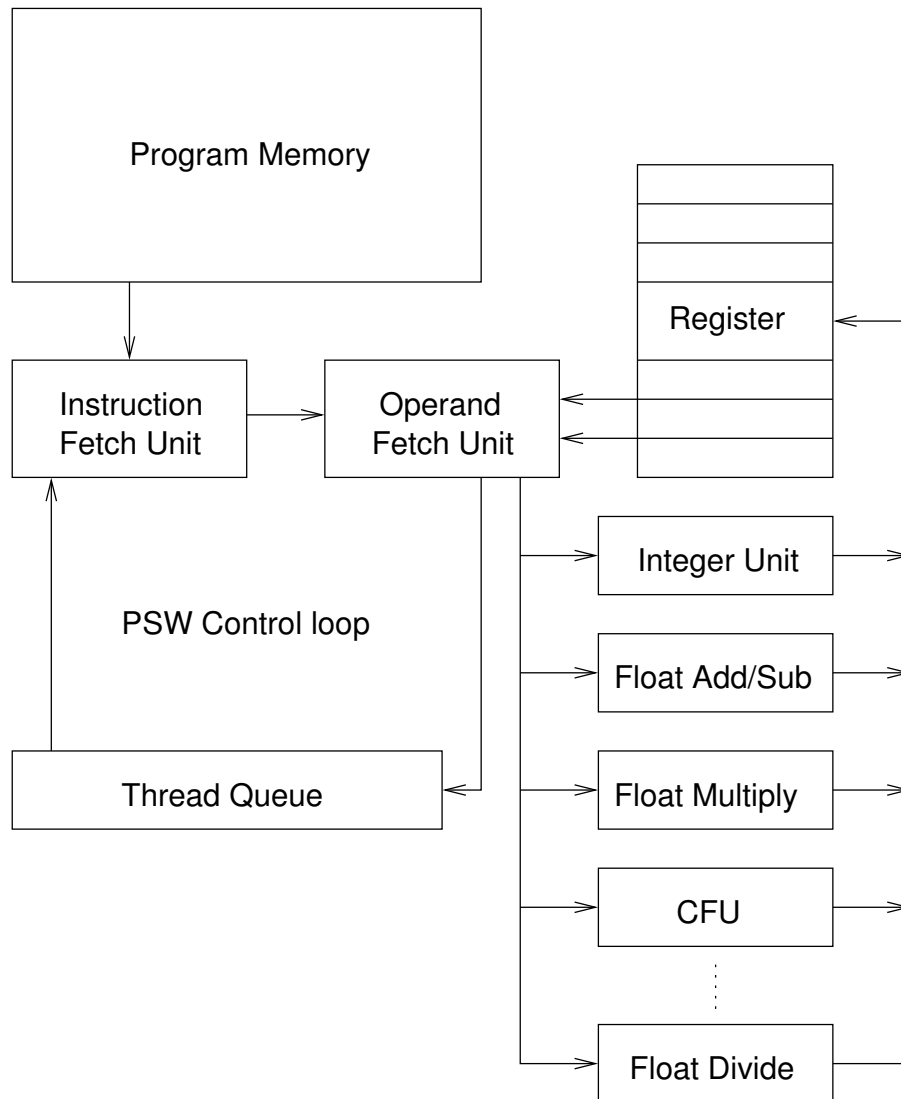 Program Memory
Register
Instruction
Fetch Unit
Operand
Fetch Unit
Integer Unit
PSW Control loop
Float Add/Sub
Thread Queue
Float Multiply
CFU
Float Divide